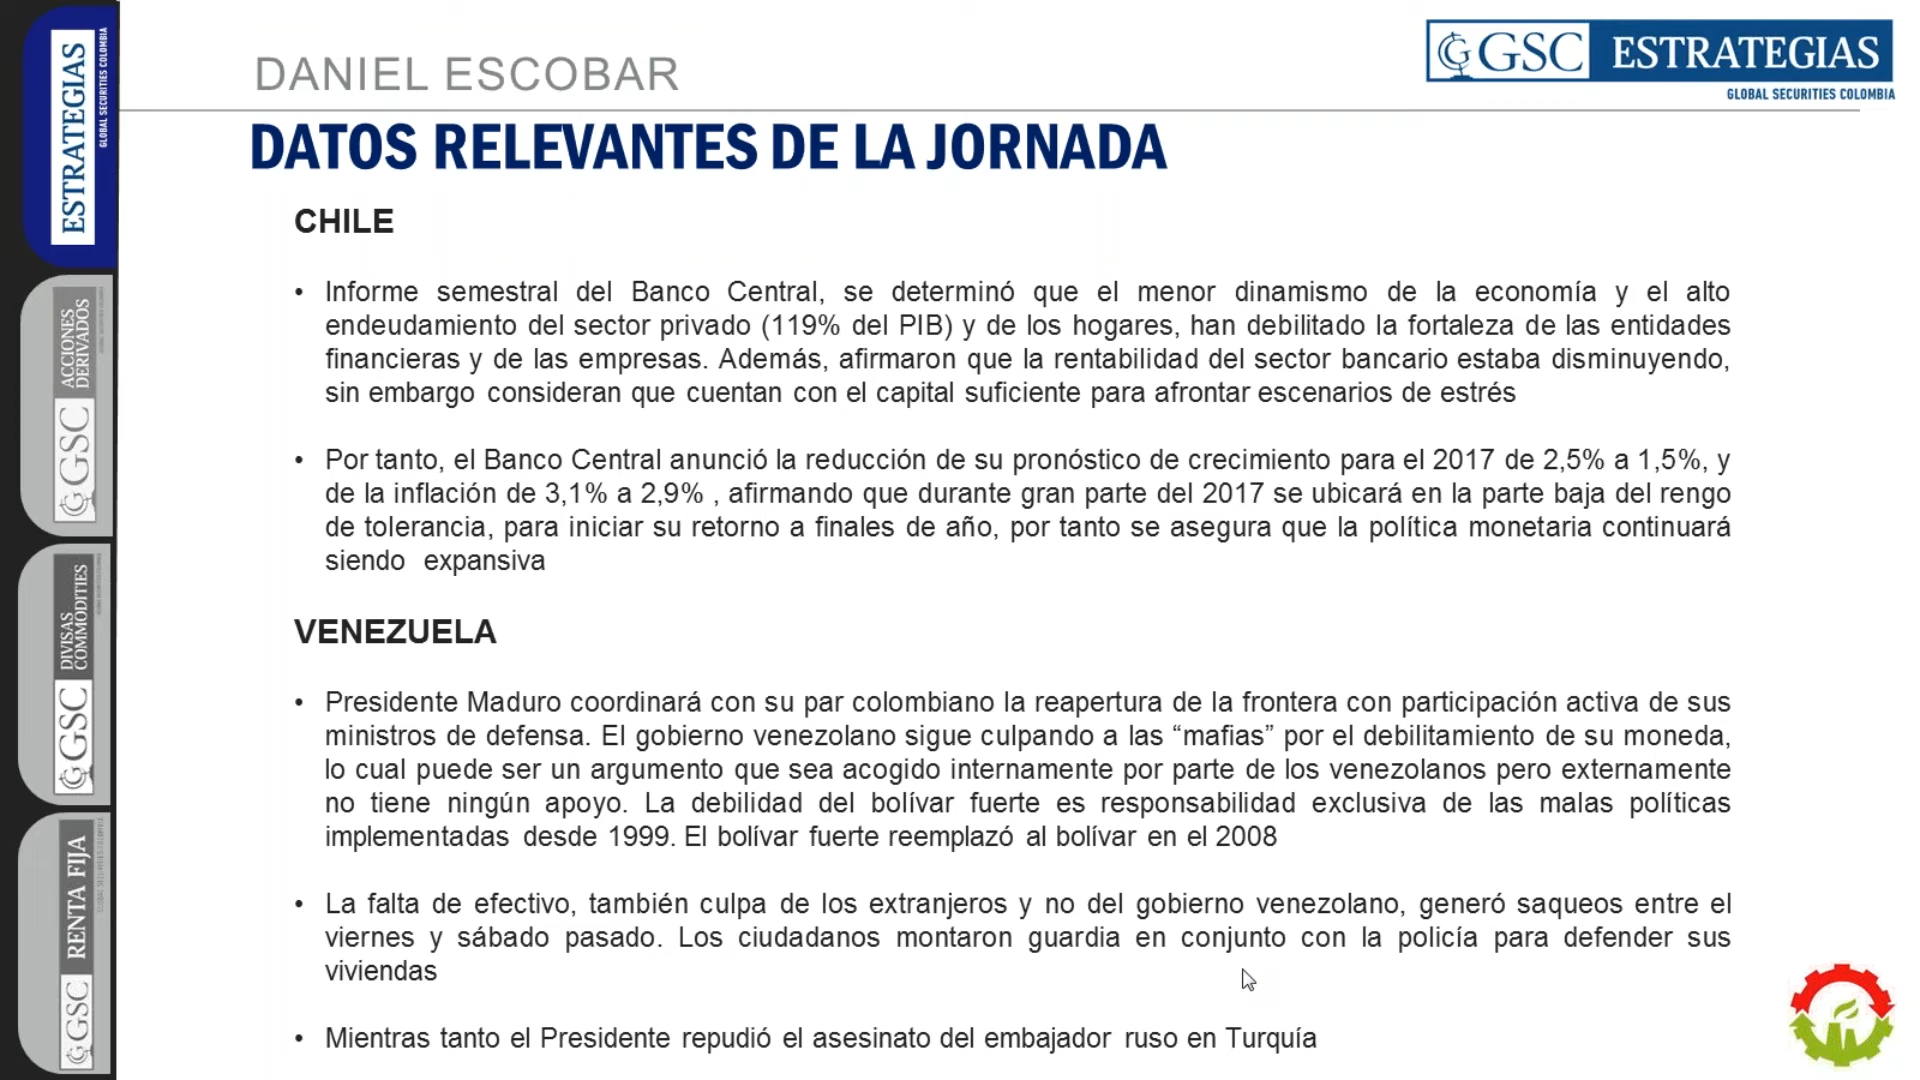 DANIEL ESCOBAR
GSC ESTRATEGIAS
GLOBAL SECURITIES COLOMBIA
DATOS RELEVANTES DE LA JORNADA
CHILE
• Informe semestral del Banco Central, se determinó que el menor dinamismo de la economía y el alto
endeudamiento del sector privado (119% del PIB) y de los hogares, han debilitado la fortaleza de las entidades
financieras y de las empresas. Además, afirmaron que la rentabilidad del sector bancario estaba disminuyendo,
sin embargo consideran que cuentan con el capital suficiente para afrontar escenarios de estrés
• Por tanto, el Banco Central anunció la reducción de su pronóstico de crecimiento para el 2017 de 2,5% a 1,5%, y
de la inflación de 3,1% a 2,9% , afirmando que durante gran parte del 2017 se ubicará en la parte baja del rengo
de tolerancia, para iniciar su retorno a finales de año, por tanto se asegura que la política monetaria continuará
siendo expansiva
VENEZUELA
• Presidente Maduro coordinará con su par colombiano la reapertura de la frontera con participación activa de sus
ministros de defensa. El gobierno venezolano sigue culpando a las “mafias” por el debilitamiento de su moneda,
lo cual puede ser un argumento que sea acogido internamente por parte de los venezolanos pero externamente
no tiene ningún apoyo. La debilidad del bolívar fuerte es responsabilidad exclusiva de las malas políticas
implementadas desde 1999. El bolívar fuerte reemplazó al bolívar en el 2008
• La falta de efectivo, también culpa de los extranjeros y no del gobierno venezolano, generó saqueos entre el
viernes y sábado pasado. Los ciudadanos montaron guardia en conjunto con la policía para defender sus
viviendas
• Mientras tanto el Presidente repudió el asesinato del embajador ruso en Turquía
ESTRATEGIAS
GLOBAL SECURITIES COLOMBIA
GSC
ACCIONES
DERIVADOS
GSC
DIVISAS
COMMODITIES
GSC
RENTA FIJA